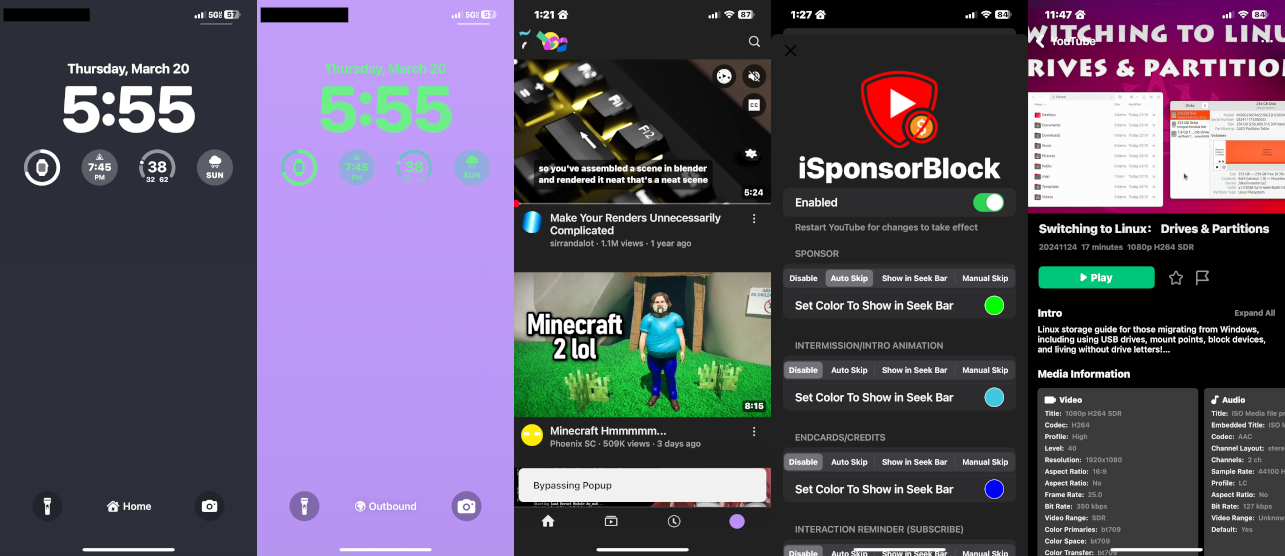 5G 57
Thursday, March 20
5:55
7:45
PM
38
32 62
SUN
Home
5G 57
Thursday, March 20
5:55
7:45
PM
38
SUN
Outbound
1:21
87
CC
so you've assembled a scene in blender
and rendered it neat that's a neat scene
5:24
Make Your Renders Unnecessarily
Complicated
sirrandalot · 1.1M views · 1 year ago
Minecraft
2 lol
8:15
Minecraft Hmmmmm...
Phoenix SC · 509K views · 3 days ago
Bypassing Popup
1:27
84
iSponsorBlock
Enabled
Restart YouTube for changes to take effect
SPONSOR
Disable Auto Skip Show in Seek Bar Manual Skip
Set Color To Show in Seek Bar
INTERMISSION/INTRO ANIMATION
Disable Auto Skip Show in Seek Bar Manual Skip
Set Color To Show in Seek Bar
ENDCARDS/CREDITS
Disable Auto Skip Show in Seek Bar Manual Skip
Set Color To Show in Seek Bar
INTERACTION REMINDER (SUBSCRIBE)
Disable Auto Skip Show in Seek Bar Manual Skip
11:47
84
WITCHING TO LINU
YouTube
RIVES & PARTITION
Desktop
Documents
Downloads
Music
Pictures
Public
Templates
Videos
Switching to Linux: Drives & Partitions
20241124 17 minutes 1080p H264 SDR
Play
Intro
Expand All
Linux storage guide for those migrating from Windows,
including using USB drives, mount points, block devices,
and living without drive letters!...
Media Information
Video
Title: 1080p H264 SDR
Codec: H264
Profile: High
Level: 40
Resolution: 1920x1080
Aspect Ratio: 16:9
Aspect Ratio: No
Frame Rate: 25.0
Bit Rate: 350 kbps
Video Range: SDR
Color Primaries: bt709
Color Space: bt709
Color Transfer: bt709
Audio
Title: ISO Media file pr
Embedded Title: ISO M
Codec: AAC
Channel Layout: stere
Channels: 2 ch
Sample Rate: 44100 H
Profile: LC
Aspect Ratio: No
Bit Rate: 127 kbps
Video Range: Unknow
Default: Yes